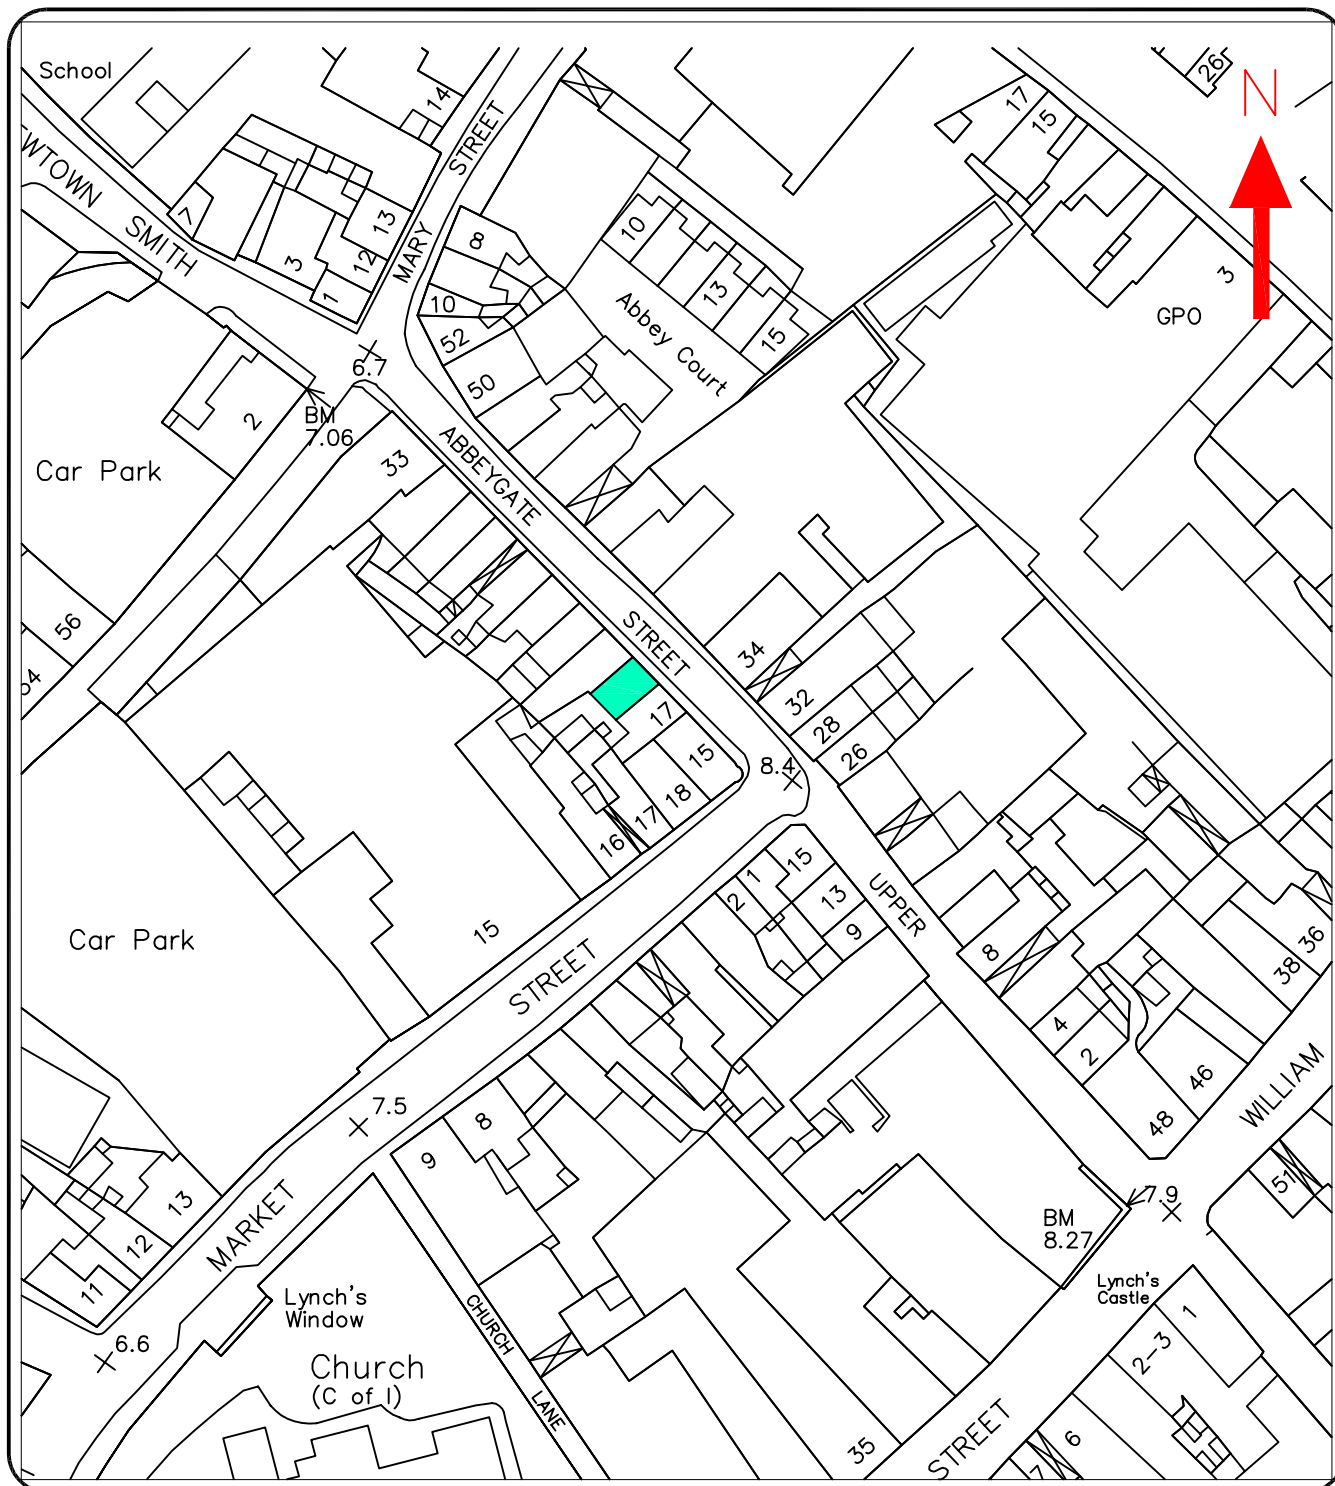 School
26
N
17
15
14
STREET
WTOWN
SMITH
7
3
13
12
1
MARY
8
10
52
50
10
13
15
Abbey Court
3
GPO
6.7
BM
7.06
2
Car Park
33
ABBEYGATE
STREET
56
34
32
28
26
17
15
8.4
18
17
16
15
Car Park
1
2
15
13
9
UPPER
8
36
38
STREET
4
2
46
48
WILLIAM
7.5
8
9
13
12
11
MARKET
51
7.9
BM
8.27
Lynch's
Castle
Lynch's
Window
CHURCH
LANE
6.6
Church
(C of I)
1
2-3
6
7
35
STREET